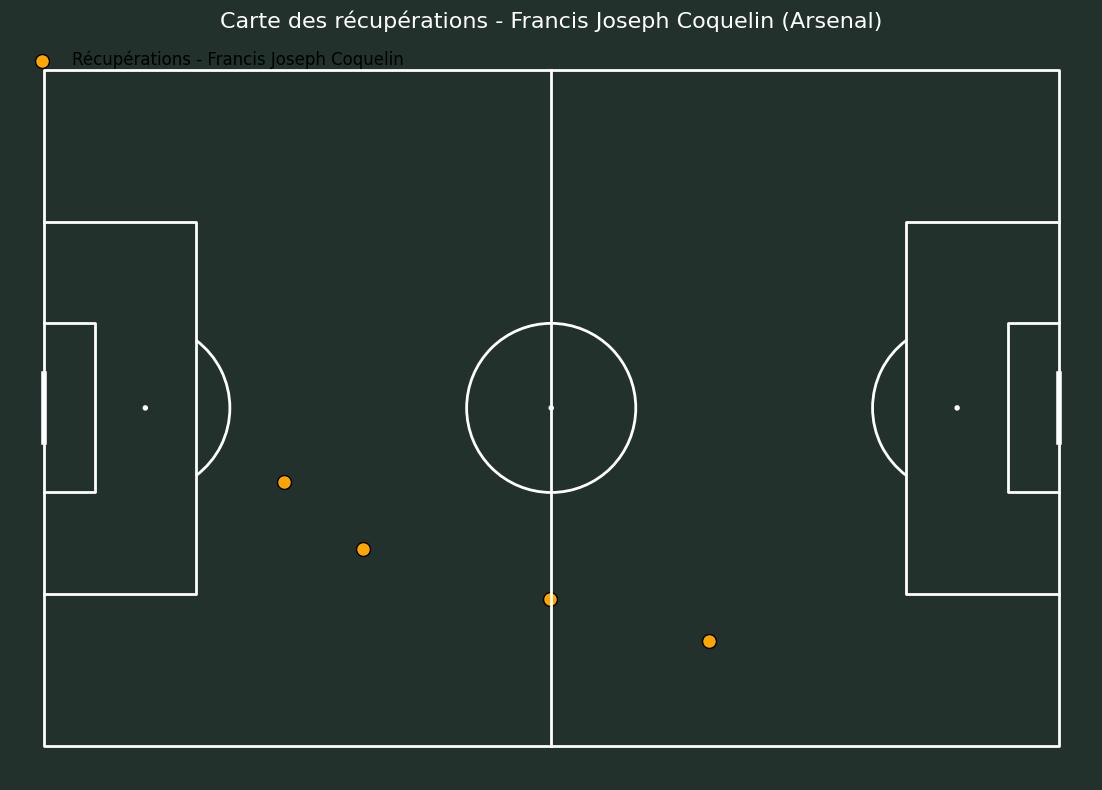 Carte des récupérations - Francis Joseph Coquelin (Arsenal)
Récupérations - Francis Joseph Coquelin